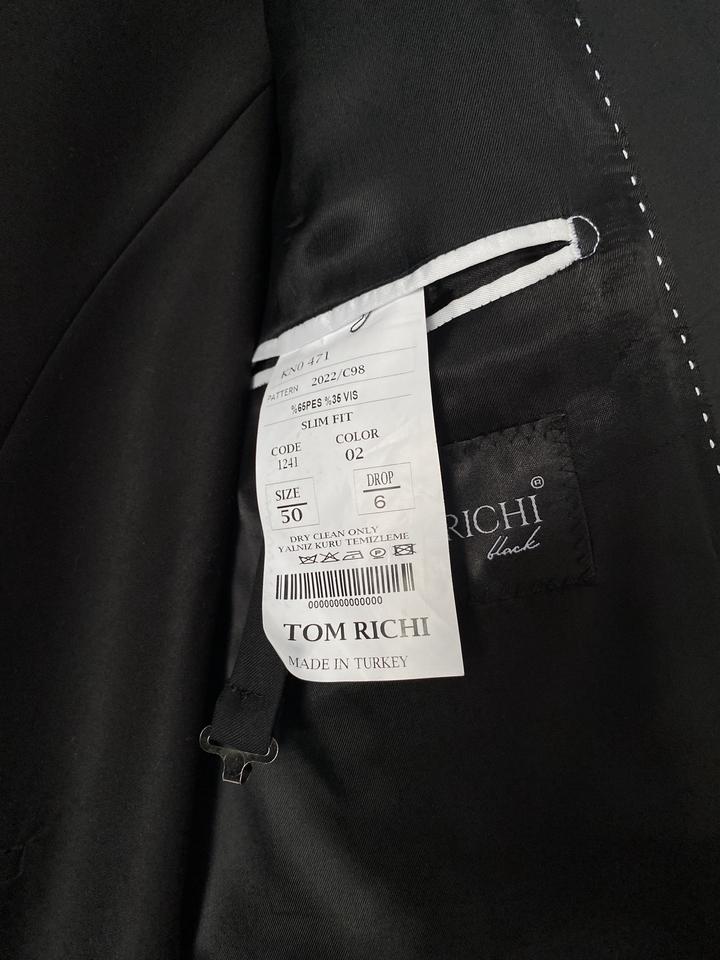 KN0 471
PATTERN 2022/C98
%65PES %35 VIS
SLIM FIT
CODE COLOR
1241 02
SIZE DROP
50 6
DRY CLEAN ONLY
YALNIZ KURU TEMIZLEME
00000000000000
TOM RICHI
MADE IN TURKEY
RICHI®
black